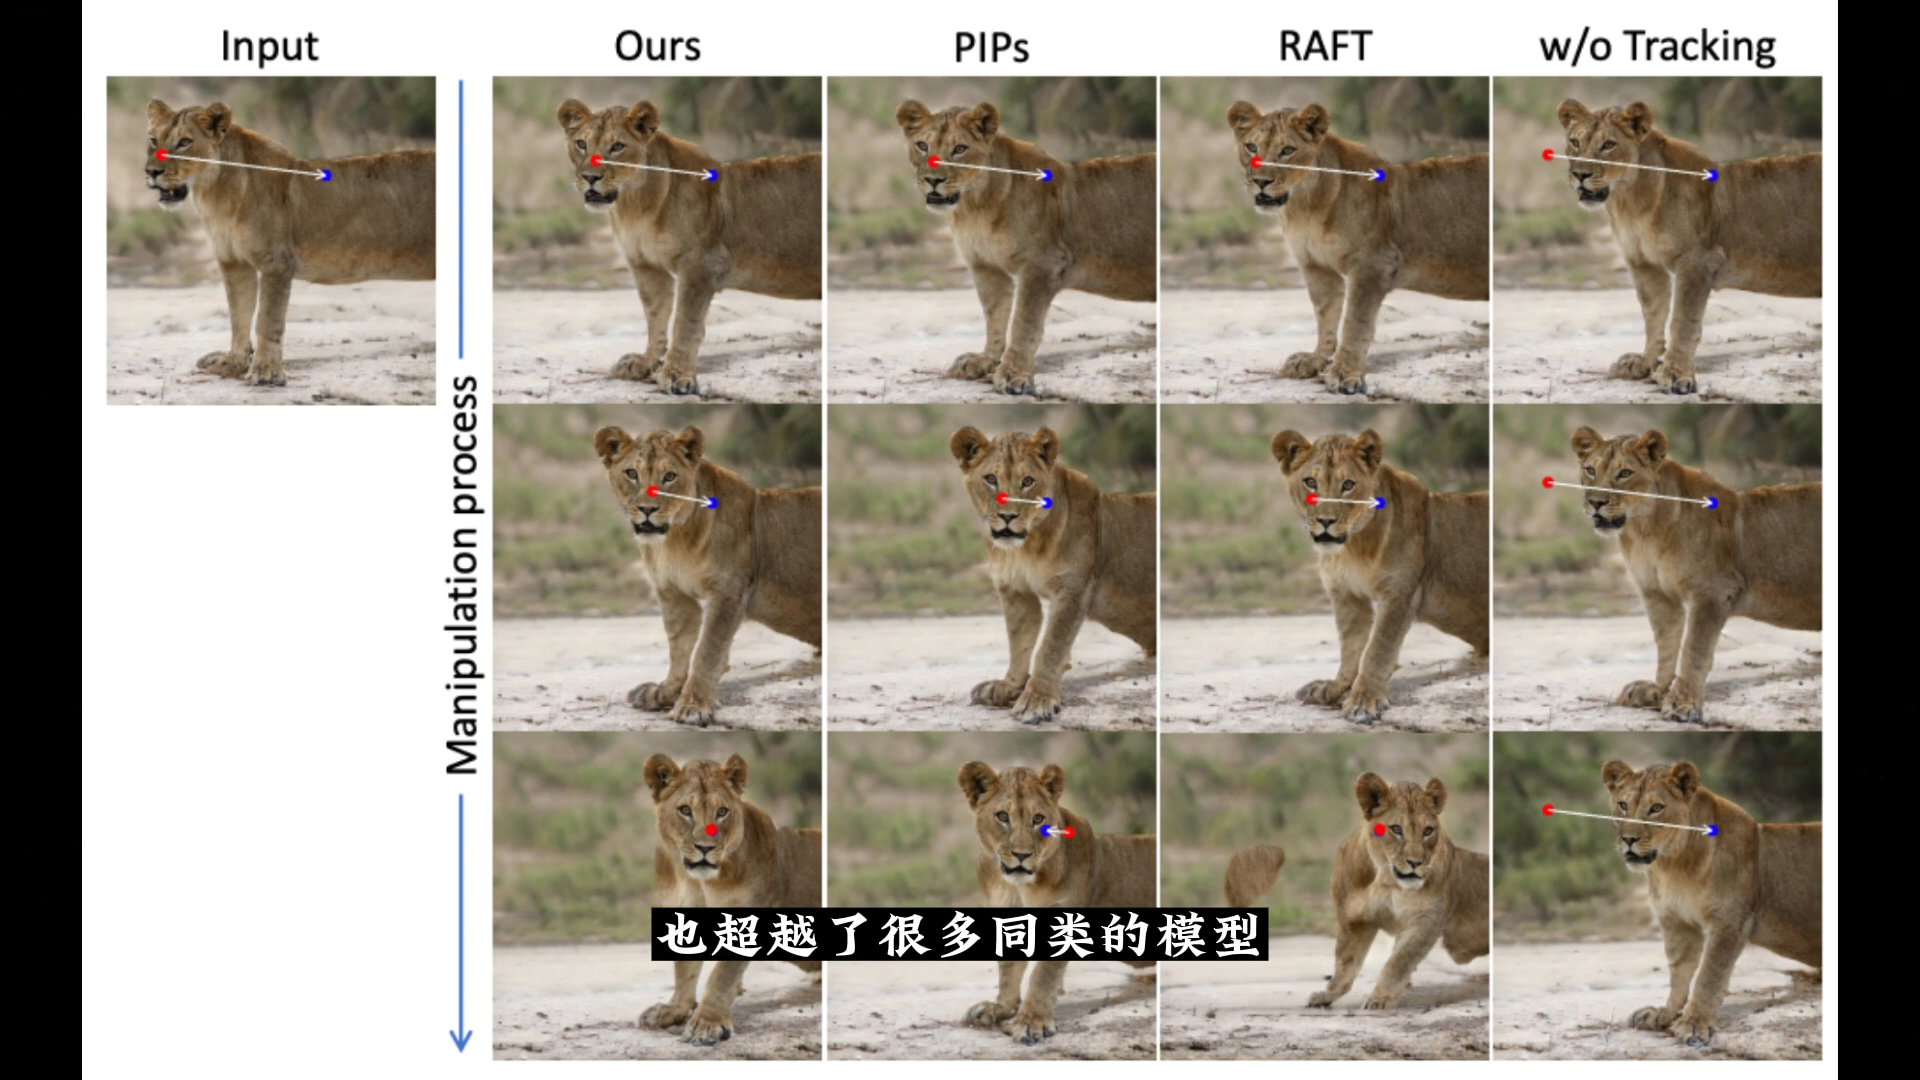 Input
Ours
PIPs
RAFT
w/o Tracking
Manipulation process
也超越了很多同类的模型